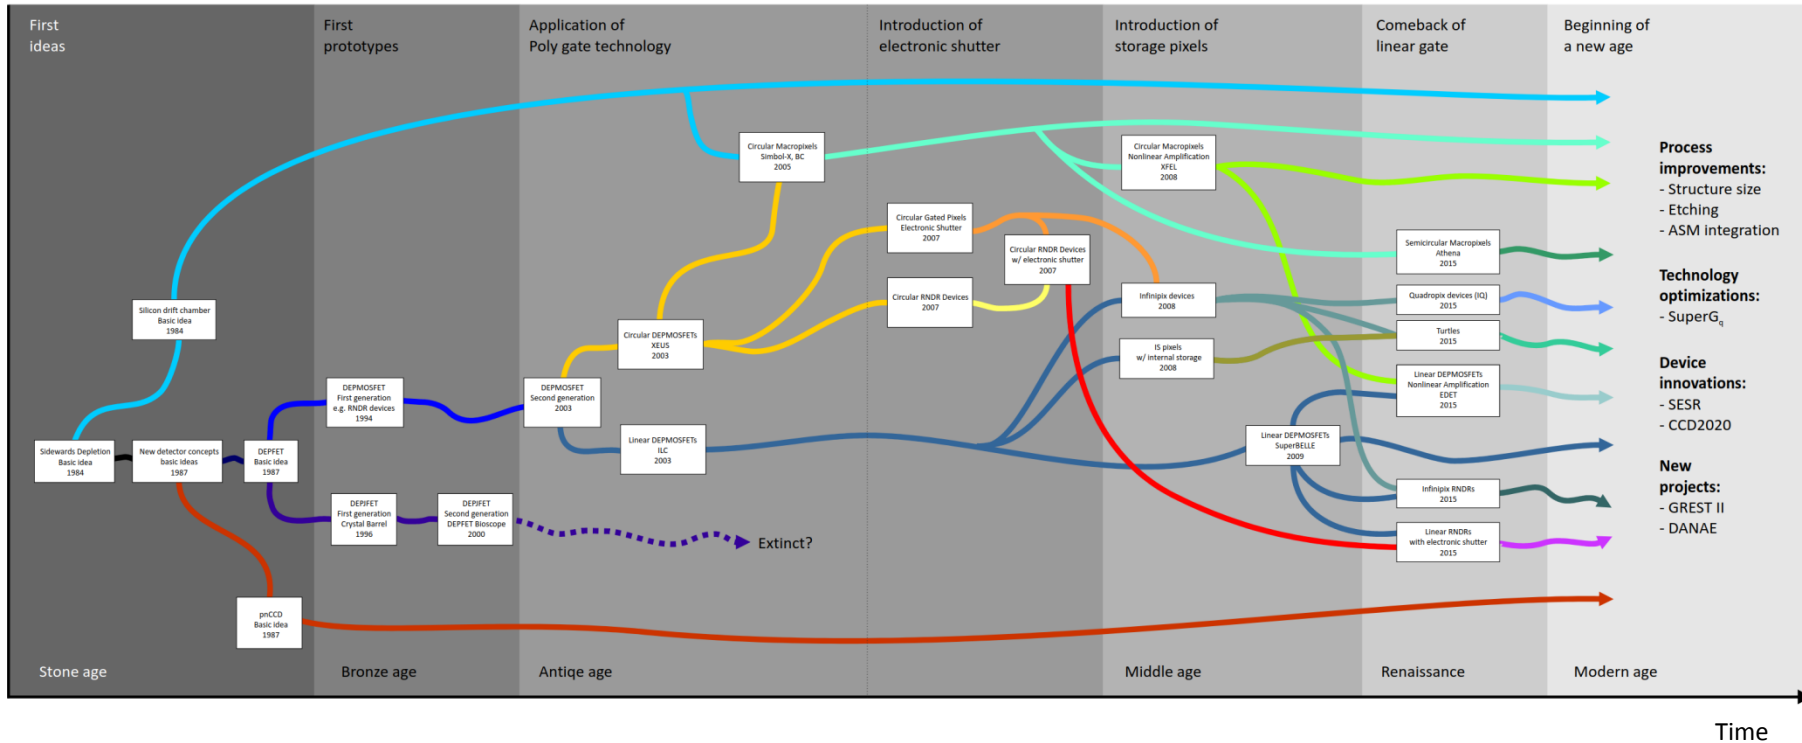 First
ideas
First
prototypes
Application of
Poly gate technology
Introduction of
electronic shutter
Introduction of
storage pixels
Comeback of
linear gate
Beginning of
a new age
Circular Macropixels
Simbol-X, BC
2005
Circular Macropixels
Nonlinear Amplification
XFEL
2008
Process
improvements:
- Structure size
- Etching
- ASM integration
Circular Gated Pixels
Electronic Shutter
2007
Circular RNDR Devices
w/ electronic shutter
2007
Semicircular Macropixels
Athena
2015
Silicon drift chamber
Basic idea
1984
Circular RNDR Devices
2007
Infinipix devices
2008
Quadropix devices (IQ)
2015
Technology
optimizations:
- SuperGq
Circular DEPMOSFETs
XEUS
2003
IS pixels
w/ internal storage
2008
Turtles
2015
DEPMOSFET
First generation
e.g. RNDR devices
1994
DEPMOSFET
Second generation
2003
Linear DEPMOSFETs
Nonlinear Amplification
EDET
2015
Device
innovations:
- SESR
- CCD2020
Sidewards Depletion
Basic idea
1984
New detector concepts
basic ideas
1987
DEPFET
Basic idea
1987
Linear DEPMOSFETs
ILC
2003
Linear DEPMOSFETs
SuperBELLE
2009
DEPJFET
First generation
Crystal Barrel
1996
DEPJFET
Second generation
DEPFET Bioscope
2000
Extinct?
Infinipix RNDRs
2015
Linear RNDRs
with electronic shutter
2015
New
projects:
- GREST II
- DANAE
pnCCD
Basic idea
1987
Stone age
Bronze age
Antiqe age
Middle age
Renaissance
Modern age
Time